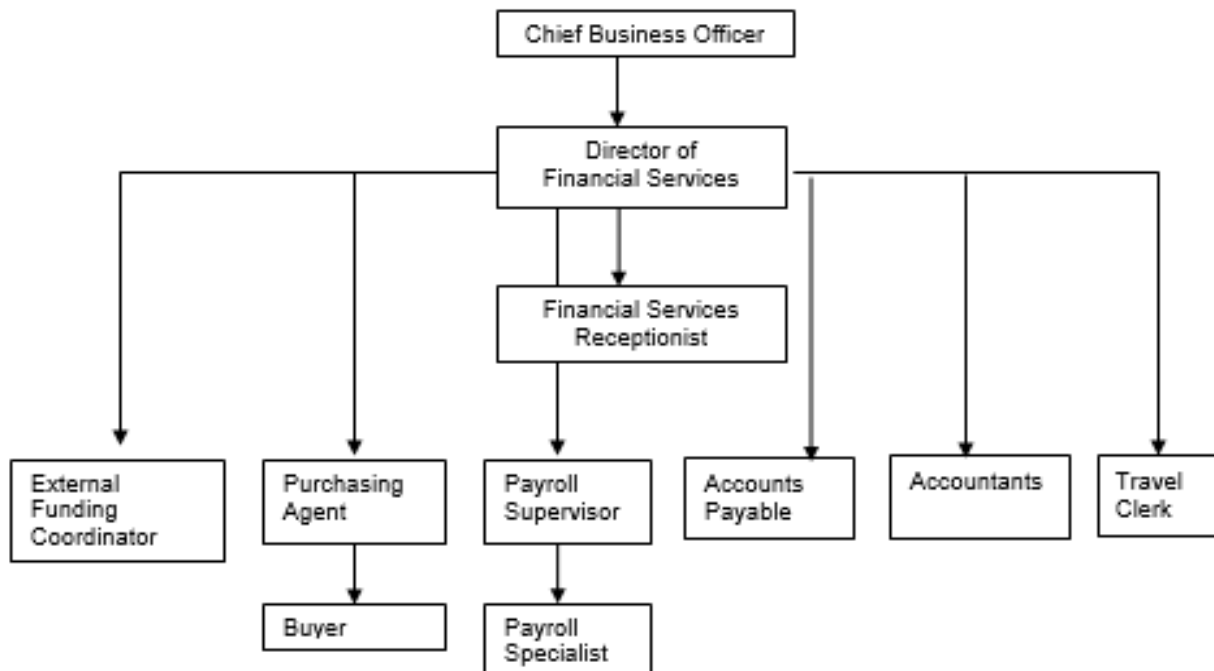 Chief Business Officer
Director of
Financial Services
Financial Services
Receptionist
External
Funding
Coordinator
Purchasing
Agent
Payroll
Supervisor
Accounts
Payable
Accountants
Travel
Clerk
Buyer
Payroll
Specialist